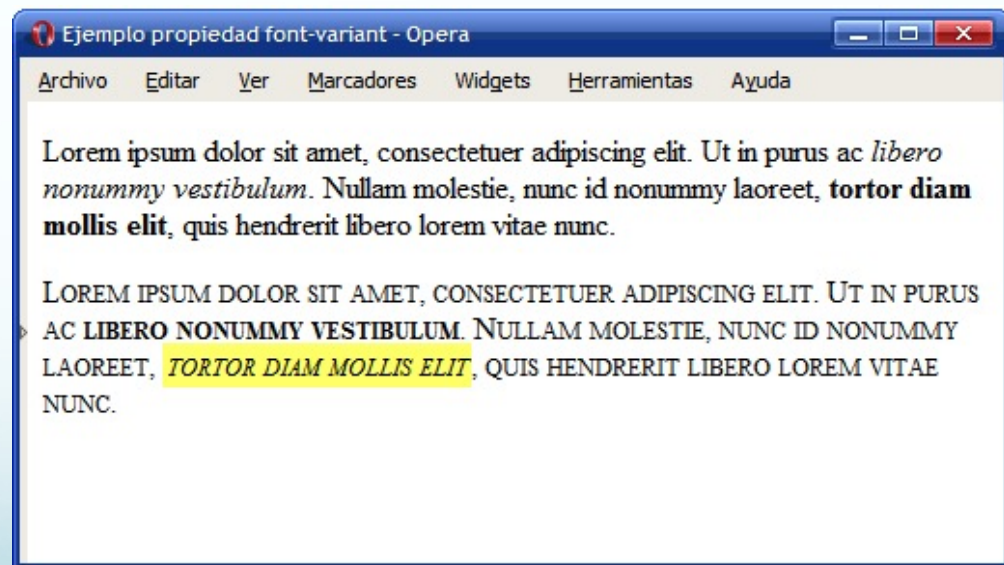 Ejemplo propiedad font-variant - Opera
Archivo Editar Ver Marcadores Widgets Herramientas Ayuda
Lorem ipsum dolor sit amet, consectetuer adipiscing elit. Ut in purus ac libero
nonummy vestibulum. Nullam molestie, nunc id nonummy laoreet, tortor diam
mollis elit, quis hendrerit libero lorem vitae nunc.
Lorem ipsum dolor sit amet, consectetuer adipiscing elit. Ut in purus
ac libero nonummy vestibulum. Nullam molestie, nunc id nonummy
laoreet, tortor diam mollis elit, quis hendrerit libero lorem vitae
nunc.